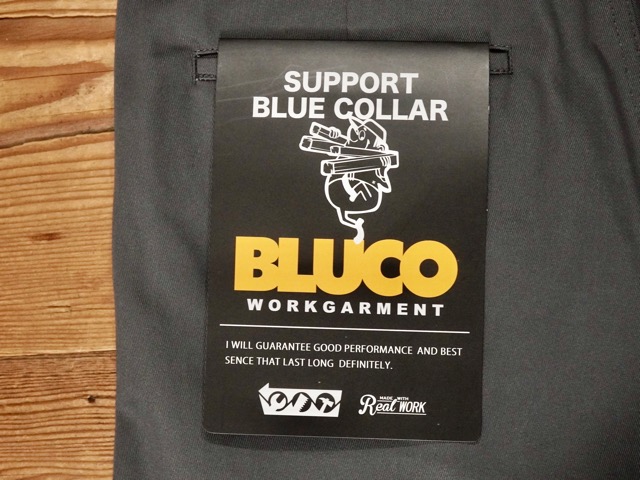 SUPPORT
BLUE COLLAR
BLUCO
WORKGARMENT
I WILL GUARANTEE GOOD PERFORMANCE AND BEST
SENCE THAT LAST LONG DEFINITELY.
MADE WITH
Real WORK